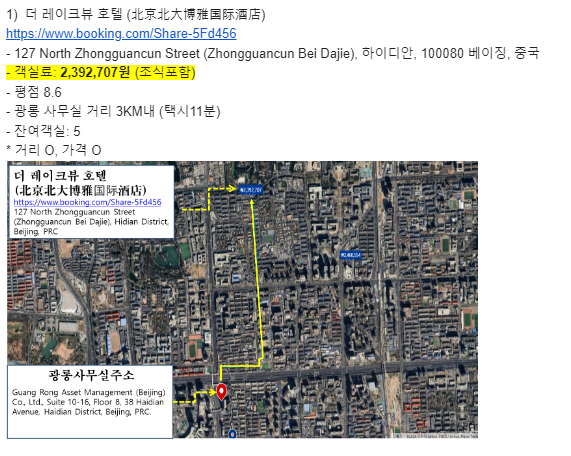 1) 더 레이크뷰 호텔 (北京北大博雅国际酒店)
https://www.booking.com/Share-5Fd456
- 127 North Zhongguancun Street (Zhongguancun Bei Dajie), 하이디안, 100080 베이징, 중국
- 객실료: 2,392,707원 (조식포함)
- 평점 8.6
- 광롱 사무실 거리 3KM내 (택시11분)
- 잔여객실: 5
* 거리 O, 가격 O
더 레이크뷰 호텔
(北京北大博雅国际酒店)
https://www.booking.com/Share-5Fd456
127 North Zhongguancun Street
(Zhongguancun Bei Dajie), Hidian District,
Beijing, PRC
₩2,392,707
광롱사무실주소
Guang Rong Asset Management (Beijing)
Co., Ltd., Suite 10-16, Floor 8, 38 Haidian
Avenue, Haidian District, Beijing, PRC.